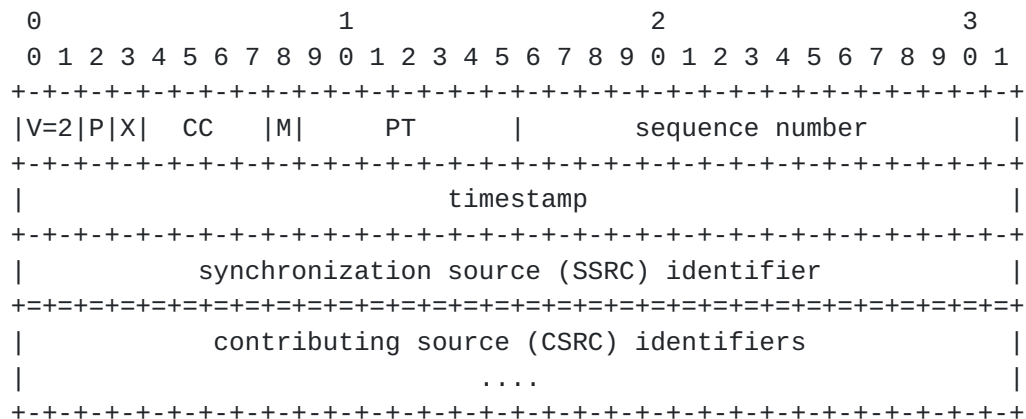 0                   1                   2                   3
 0 1 2 3 4 5 6 7 8 9 0 1 2 3 4 5 6 7 8 9 0 1 2 3 4 5 6 7 8 9 0 1
+-+-+-+-+-+-+-+-+-+-+-+-+-+-+-+-+-+-+-+-+-+-+-+-+-+-+-+-+-+-+-+-+
|V=2|P|X|  CC   |M|     PT      |       sequence number         |
+-+-+-+-+-+-+-+-+-+-+-+-+-+-+-+-+-+-+-+-+-+-+-+-+-+-+-+-+-+-+-+-+
|                           timestamp                           |
+-+-+-+-+-+-+-+-+-+-+-+-+-+-+-+-+-+-+-+-+-+-+-+-+-+-+-+-+-+-+-+-+
|           synchronization source (SSRC) identifier            |
+=+=+=+=+=+=+=+=+=+=+=+=+=+=+=+=+=+=+=+=+=+=+=+=+=+=+=+=+=+=+=+=+
|            contributing source (CSRC) identifiers             |
|                             ....                              |
+-+-+-+-+-+-+-+-+-+-+-+-+-+-+-+-+-+-+-+-+-+-+-+-+-+-+-+-+-+-+-+-+